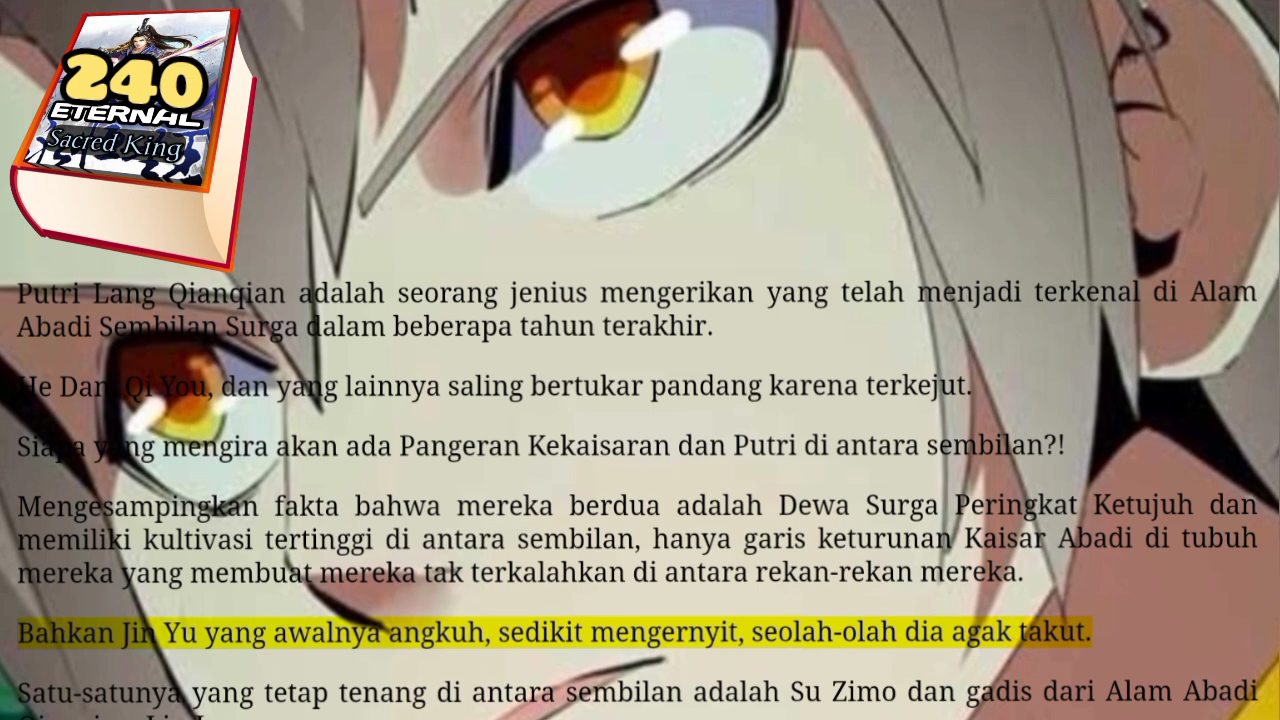 240
ETERNAL
Sacred King
Putri Lang Qianqian adalah seorang jenius mengerikan yang telah menjadi terkenal di Alam
Abadi Sembilan Surga dalam beberapa tahun terakhir.
He Dan, Qi You, dan yang lainnya saling bertukar pandang karena terkejut.
Siapa yang mengira akan ada Pangeran Kekaisaran dan Putri di antara sembilan?!
Mengesampingkan fakta bahwa mereka berdua adalah Dewa Surga Peringkat Ketujuh dan
memiliki kultivasi tertinggi di antara sembilan, hanya garis keturunan Kaisar Abadi di tubuh
mereka yang membuat mereka tak terkalahkan di antara rekan-rekan mereka.
Bahkan Jin Yu yang awalnya angkuh, sedikit mengernyit, seolah-olah dia agak takut.
Satu-satunya yang tetap tenang di antara sembilan adalah Su Zimo dan gadis dari Alam Abadi